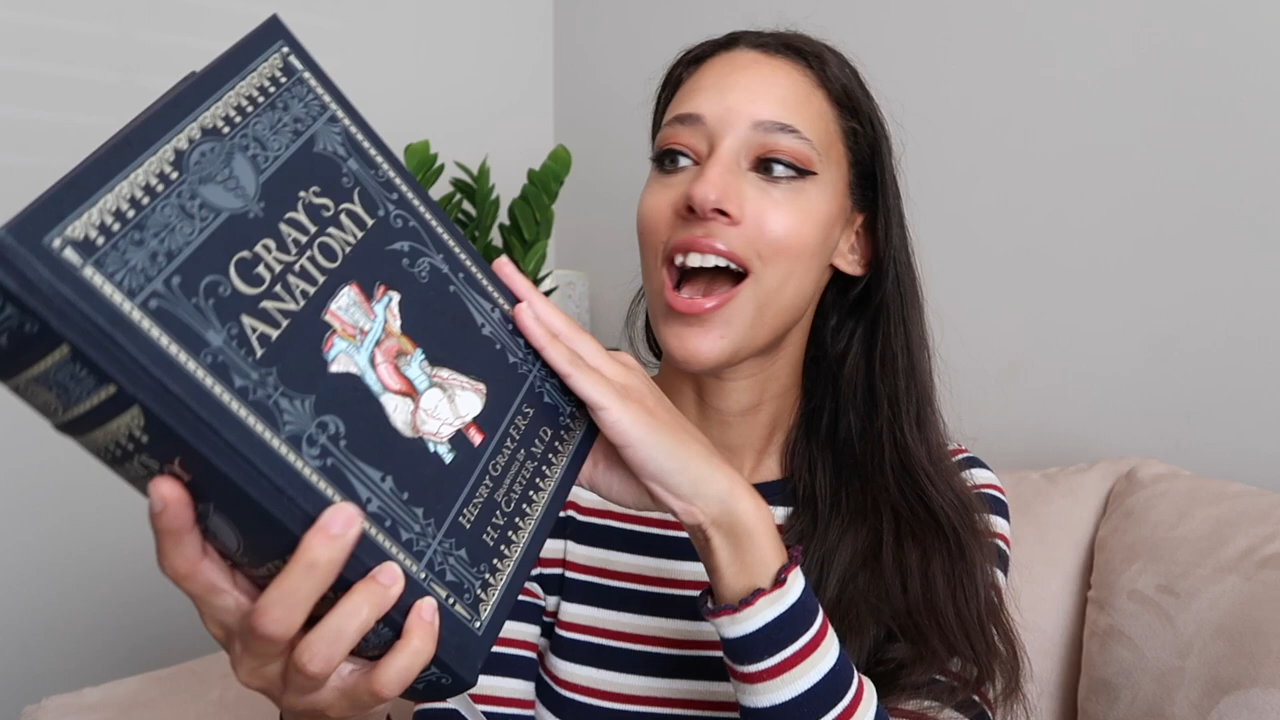 GRAY'S
ANATOMY
HENRY GRAY, F.R.S.
H. V. CARTER, M.D.